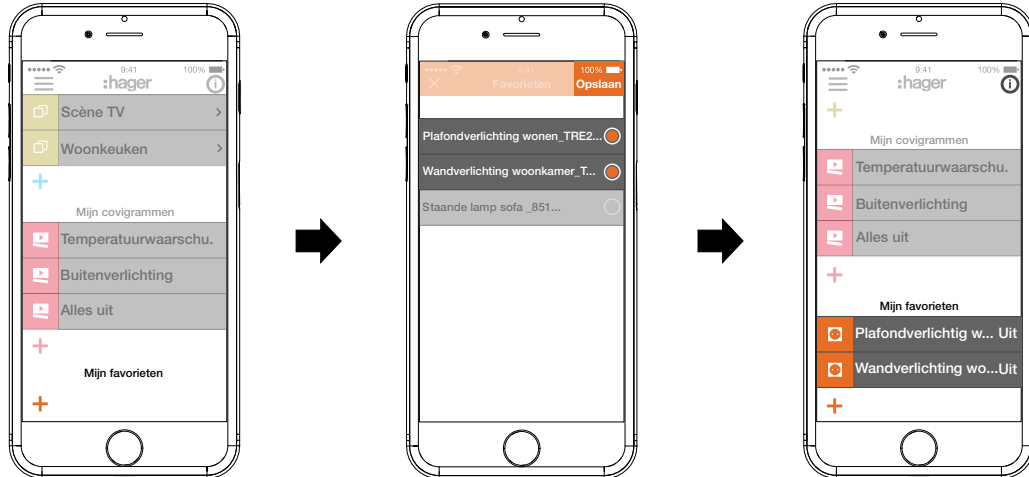 9:41
100%
:hager
Scène TV
Woonkeuken
Mijn covigrammen
Temperatuurwaarschu.
Buitenverlichting
Alles uit
Mijn favorieten
9:41
100%
Favorieten
Opslaan
Plafondverlichting wonen_TRE2...
Wandverlichting woonkamer_T...
Staande lamp sofa _851...
9:41
100%
:hager
Mijn covigrammen
Temperatuurwaarschu.
Buitenverlichting
Alles uit
Mijn favorieten
Plafondverlichtig w... Uit
Wandverlichting wo...Uit